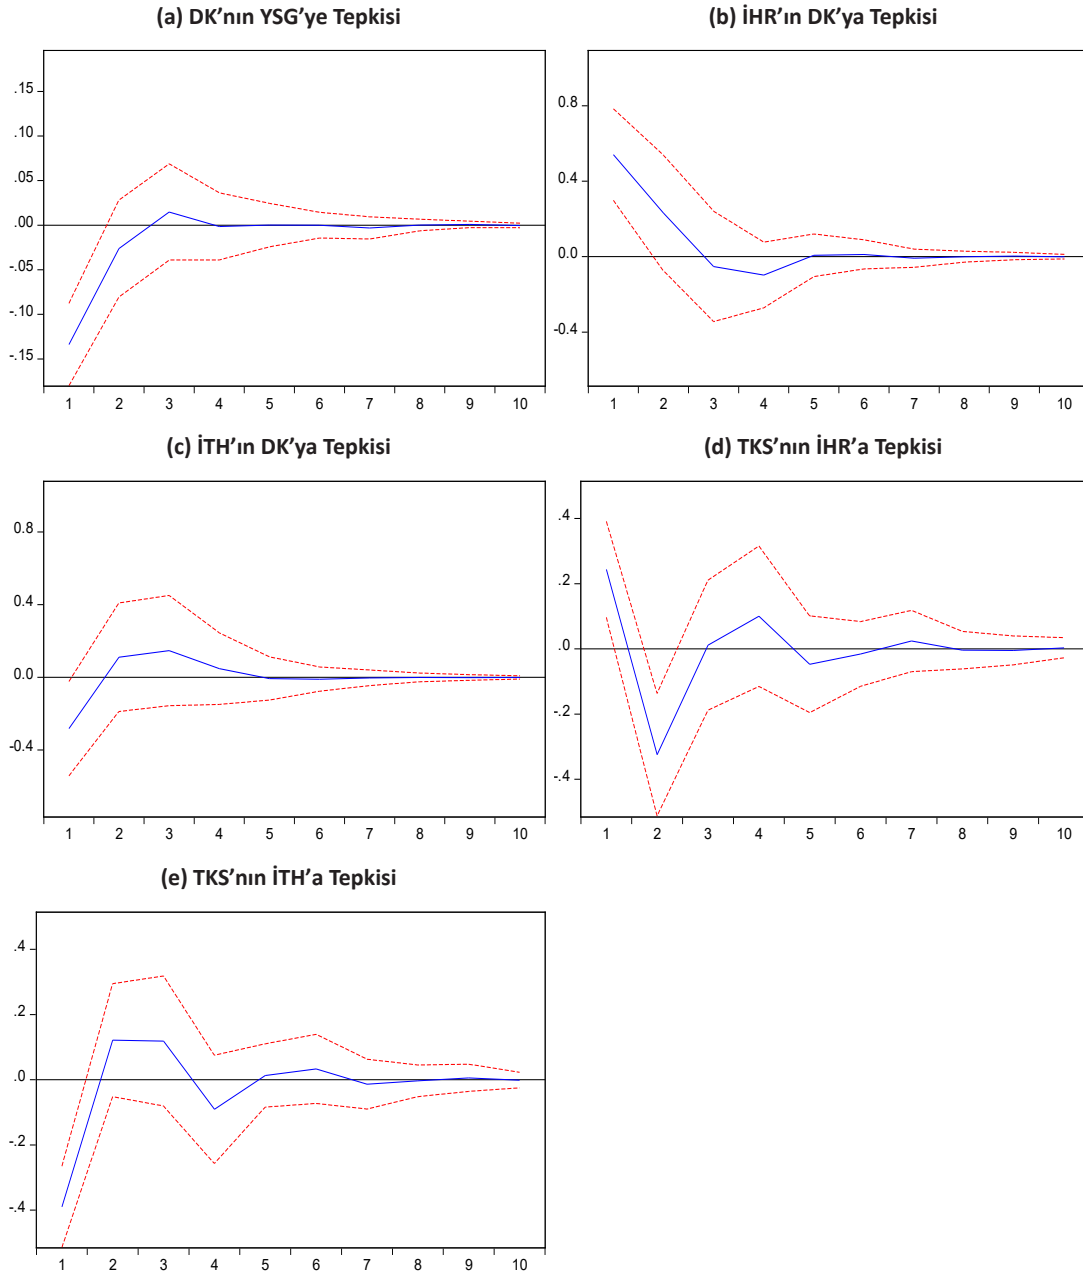 (a) DK’nın YSG’ye Tepkisi
.15
.10
.05
.00
-.05
-.10
-.15
1 2 3 4 5 6 7 8 9 10
(b) İHR’ın DK’ya Tepkisi
0.8
0.4
0.0
-0.4
1 2 3 4 5 6 7 8 9 10
(c) İTH’ın DK’ya Tepkisi
0.8
0.4
0.0
-0.4
1 2 3 4 5 6 7 8 9 10
(d) TKS’nın İHR’a Tepkisi
.4
.2
.0
-.2
-.4
1 2 3 4 5 6 7 8 9 10
(e) TKS’nın İTH’a Tepkisi
.4
.2
.0
-.2
-.4
1 2 3 4 5 6 7 8 9 10